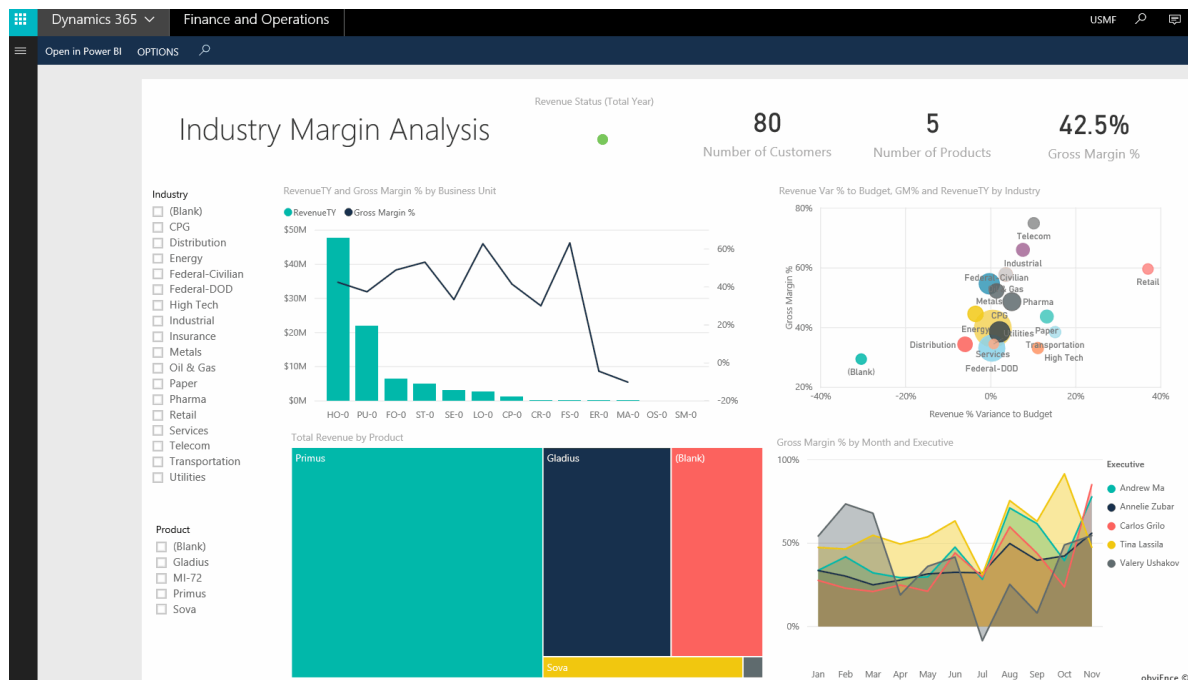 Dynamics 365
Finance and Operations
USMF
Open in Power BI
OPTIONS
Industry Margin Analysis
Revenue Status (Total Year)
80
Number of Customers
5
Number of Products
42.5%
Gross Margin %
Industry
(Blank)
CPG
Distribution
Energy
Federal-Civilian
Federal-DOD
High Tech
Industrial
Insurance
Metals
Oil & Gas
Paper
Pharma
Retail
Services
Telecom
Transportation
Utilities
Product
(Blank)
Gladius
MI-72
Primus
Sova
RevenueTY and Gross Margin % by Business Unit
RevenueTY Gross Margin %
$50M
$40M
$30M
$20M
$10M
$0M
60%
40%
20%
0%
-20%
HO-0 PU-0 FO-0 ST-0 SE-0 LO-0 CP-0 CR-0 FS-0 ER-0 MA-0 OS-0 SM-0
Revenue Var % to Budget, GM% and RevenueTY by Industry
Gross Margin %
80%
60%
40%
20%
Telecom
Industrial
Federal-Civilian
Retail
& Gas
Metals
Pharma
CPG
Energy
Utilities
Paper
Distribution
Transportation
Services
High Tech
Federal-DOD
(Blank)
-40% -20% 0% 20% 40%
Revenue % Variance to Budget
Total Revenue by Product
Primus
Gladius
(Blank)
Sova
Gross Margin % by Month and Executive
100%
50%
0%
Jan Feb Mar Apr May Jun Jul Aug Sep Oct Nov
Executive
Andrew Ma
Annelie Zubar
Carlos Grilo
Tina Lassila
Valery Ushakov
obviEnce ©